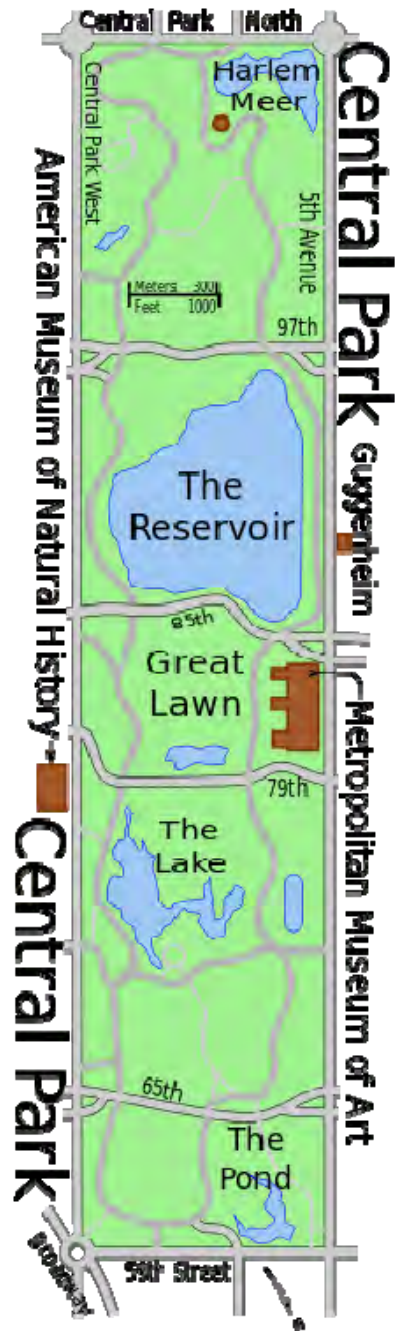 Central Park North
Harlem
Meer
Central Park West
5th Avenue
Central Park
American Museum of Natural History
Meters 300
Feet 1000
97th
Guggenheim
The
Reservoir
85th
Great
Lawn
Metropolitan Museum of Art
79th
The
Lake
Central Park
65th
The
Pond
Broadway
59th Street